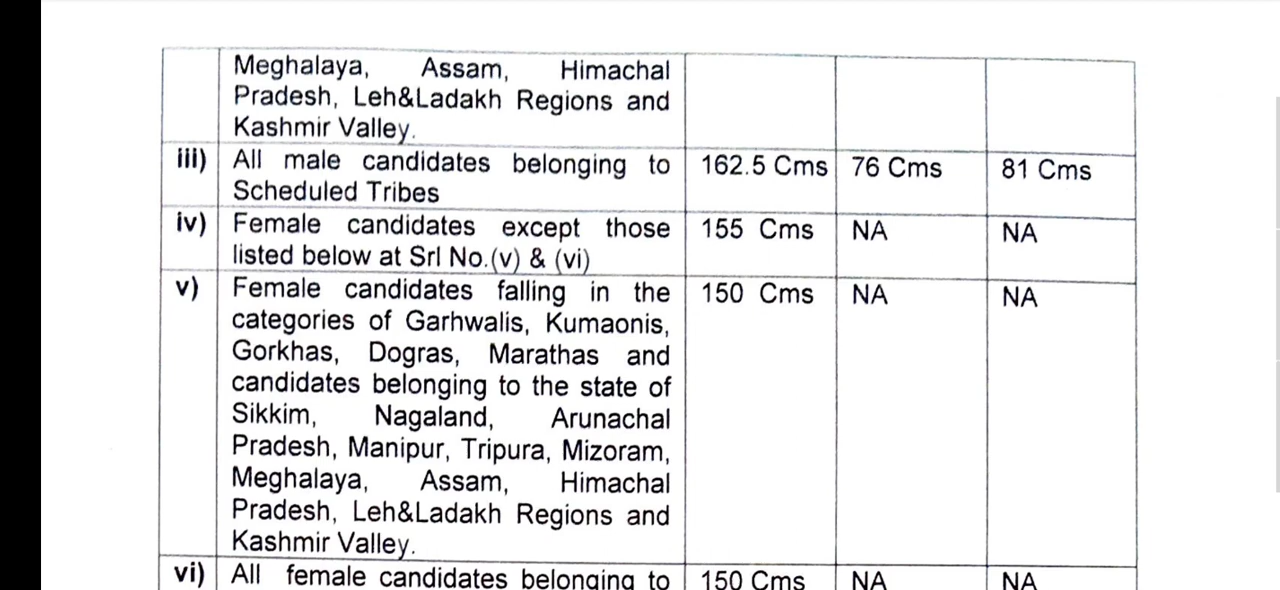 Meghalaya, Assam, Himachal
Pradesh, Leh&Ladakh Regions and
Kashmir Valley.
iii) All male candidates belonging to 162.5 Cms 76 Cms 81 Cms
Scheduled Tribes
iv) Female candidates except those 155 Cms NA NA
listed below at Srl No.(v) & (vi)
v) Female candidates falling in the 150 Cms NA NA
categories of Garhwalis, Kumaonis,
Gorkhas, Dogras, Marathas and
candidates belonging to the state of
Sikkim, Nagaland, Arunachal
Pradesh, Manipur, Tripura, Mizoram,
Meghalaya, Assam, Himachal
Pradesh, Leh&Ladakh Regions and
Kashmir Valley.
vi) All female candidates belonging to 150 Cms NA NA